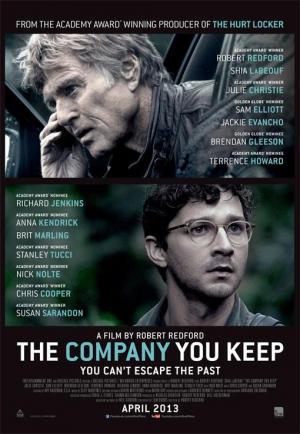 FROM THE ACADEMY AWARD® WINNING PRODUCER OF THE HURT LOCKER
ACADEMY AWARD® WINNER
ROBERT REDFORD
SHIA LaBEOUF
ACADEMY AWARD® WINNER
JULIE CHRISTIE
GOLDEN GLOBE® NOMINEE
SAM ELLIOTT
JACKIE EVANCHO
GOLDEN GLOBE® NOMINEE
BRENDAN GLEESON
ACADEMY AWARD® NOMINEE
TERRENCE HOWARD
ACADEMY AWARD® NOMINEE
RICHARD JENKINS
ACADEMY AWARD® NOMINEE
ANNA KENDRICK
BRIT MARLING
ACADEMY AWARD® NOMINEE
STANLEY TUCCI
ACADEMY AWARD® NOMINEE
NICK NOLTE
ACADEMY AWARD® WINNER
CHRIS COOPER
ACADEMY AWARD® WINNER
SUSAN SARANDON
A FILM BY ROBERT REDFORD
THE COMPANY YOU KEEP
YOU CAN'T ESCAPE THE PAST
APRIL 2013